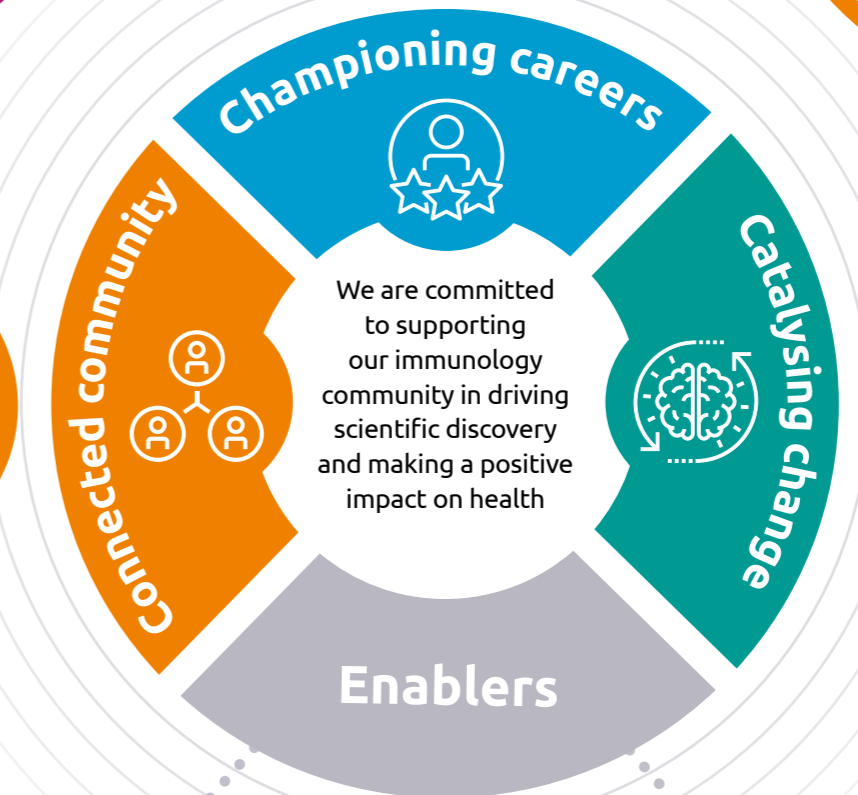 Championing careers
Connected community
Catalysing change
We are committed
to supporting
our immunology
community in driving
scientific discovery
and making a positive
impact on health
Enablers